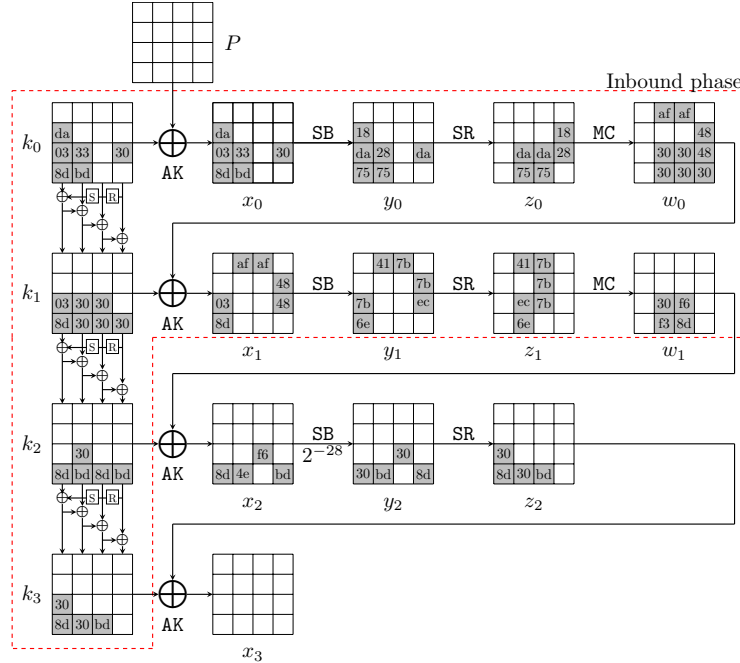 P
Inbound phase
da da af af
k0 03 33 30 03 33 30 SB 18 SR 18 MC 48
8d bd 8d bd da 28 da da da 28 30 30 48
75 75 75 75 30 30 30
AK x0 y0 z0 w0
S R
af af 41 7b 41 7b
k1 48 SB 7b SR 7b MC
03 30 30 03 48 7b ec ec 7b 30 f6
8d 30 30 30 8d 6e 6e f3 8d
AK x1 y1 z1 w1
S R
k2 SB SR
30 f6 2−28 30 30
8d bd 8d bd 8d 4e bd 30 bd 8d 8d 30 bd
AK x2 y2 z2
S R
k3 30
8d 30 bd
AK x3